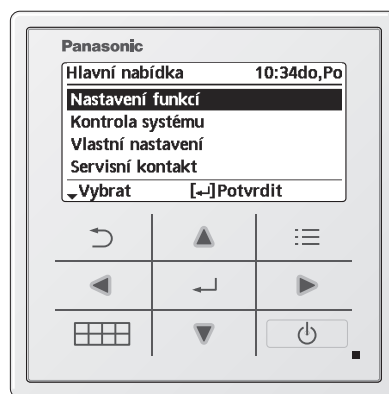 Panasonic
Hlavní nabídka 10:34do,Po
Nastavení funkcí
Kontrola systému
Vlastní nastavení
Servisní kontakt
Vybrat [↵]Potvrdit